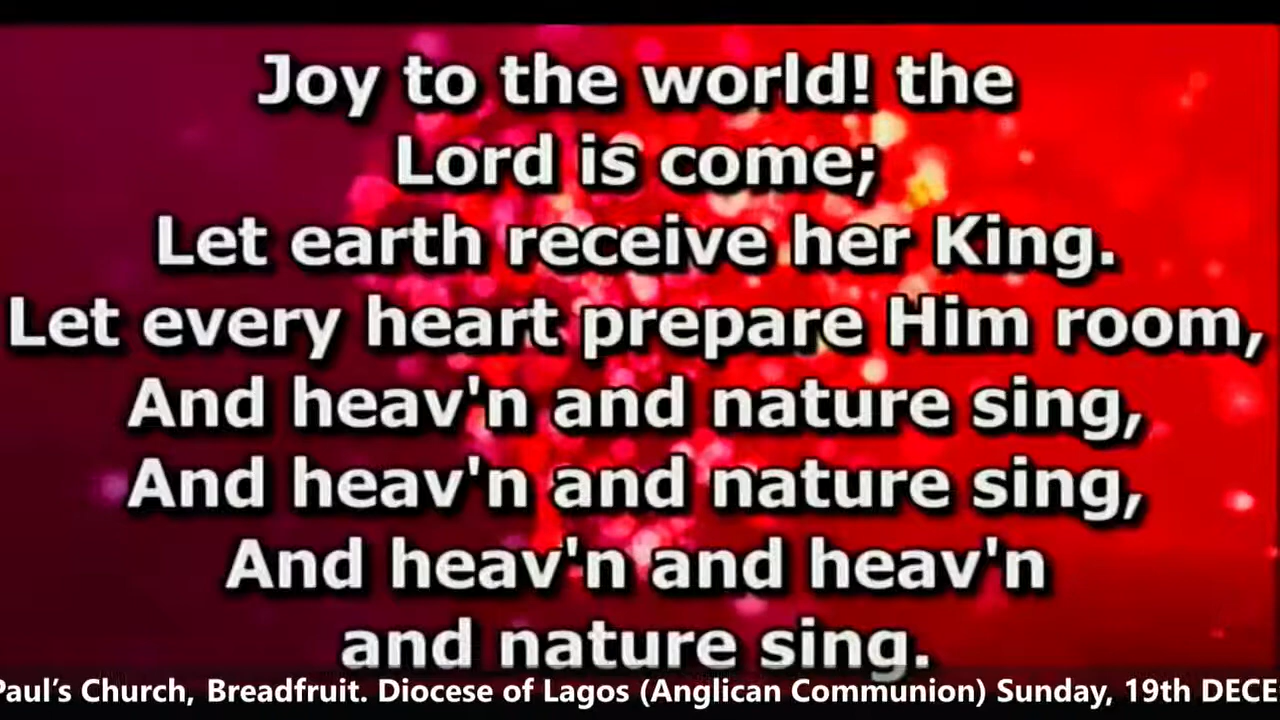 Joy to the world! the
Lord is come;
Let earth receive her King.
Let every heart prepare Him room,
And heav'n and nature sing,
And heav'n and nature sing,
And heav'n and heav'n
and nature sing.
Paul’s Church, Breadfruit. Diocese of Lagos (Anglican Communion) Sunday, 19th DECE